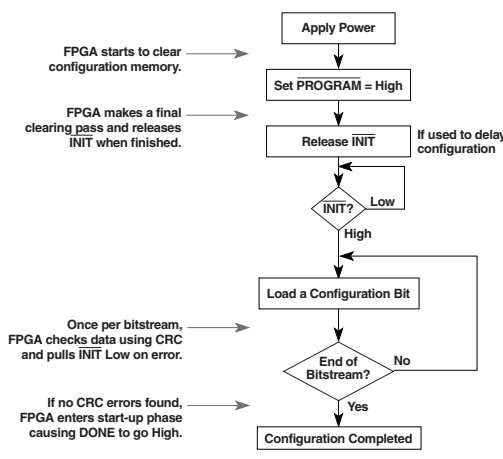 Apply Power
FPGA starts to clear
configuration memory.
Set PROGRAM = High
FPGA makes a final
clearing pass and releases
INIT when finished.
Release INIT
If used to delay
configuration
INIT?
Low
High
Load a Configuration Bit
Once per bitstream,
FPGA checks data using CRC
and pulls INIT Low on error.
End of
Bitstream?
No
Yes
If no CRC errors found,
FPGA enters start-up phase
causing DONE to go High.
Configuration Completed